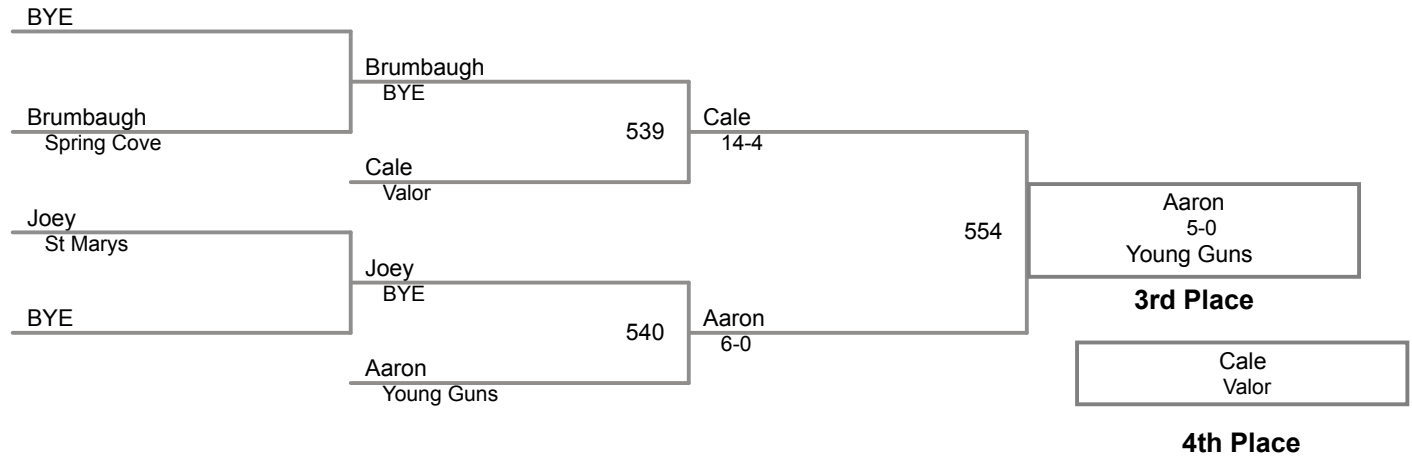 BYE
Brumbaugh
BYE
Brumbaugh
Spring Cove
539
Cale
14-4
Cale
Valor
Joey
St Marys
554
Aaron
5-0
Young Guns
Joey
BYE
3rd Place
BYE
540
Aaron
6-0
Aaron
Young Guns
Cale
Valor
4th Place